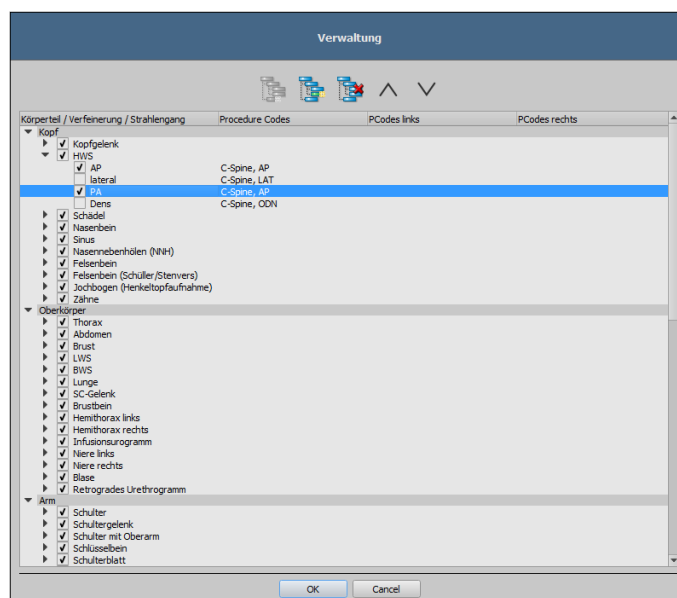 Verwaltung
Körperteil / Verfeinerung / Strahlengang Procedure Codes PCodes links PCodes rechts
Kopf
Kopfgelenk
HWS
AP C-Spine, AP
lateral C-Spine, LAT
PA C-Spine, AP
Dens C-Spine, ODN
Schädel
Nasenbein
Sinus
Nasennebenhölen (NNH)
Felsenbein
Felsenbein (Schüller/Stenvers)
Jochbogen (Henkeltopfaufnahme)
Zähne
Oberkörper
Thorax
Abdomen
Brust
LWS
BWS
Lunge
SC-Gelenk
Brustbein
Hemithorax links
Hemithorax rechts
Infusionsurogramm
Niere links
Niere rechts
Blase
Retrogrades Urethrogramm
Arm
Schulter
Schultergelenk
Schulter mit Oberarm
Schlüsselbein
Schulterblatt
OK Cancel